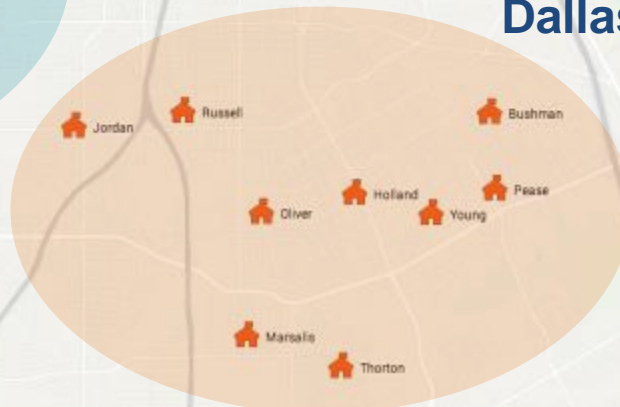 Dallas
Russell
Bushman
Jordan
Pease
Holland
Oliver
Young
Marsalis
Thorton